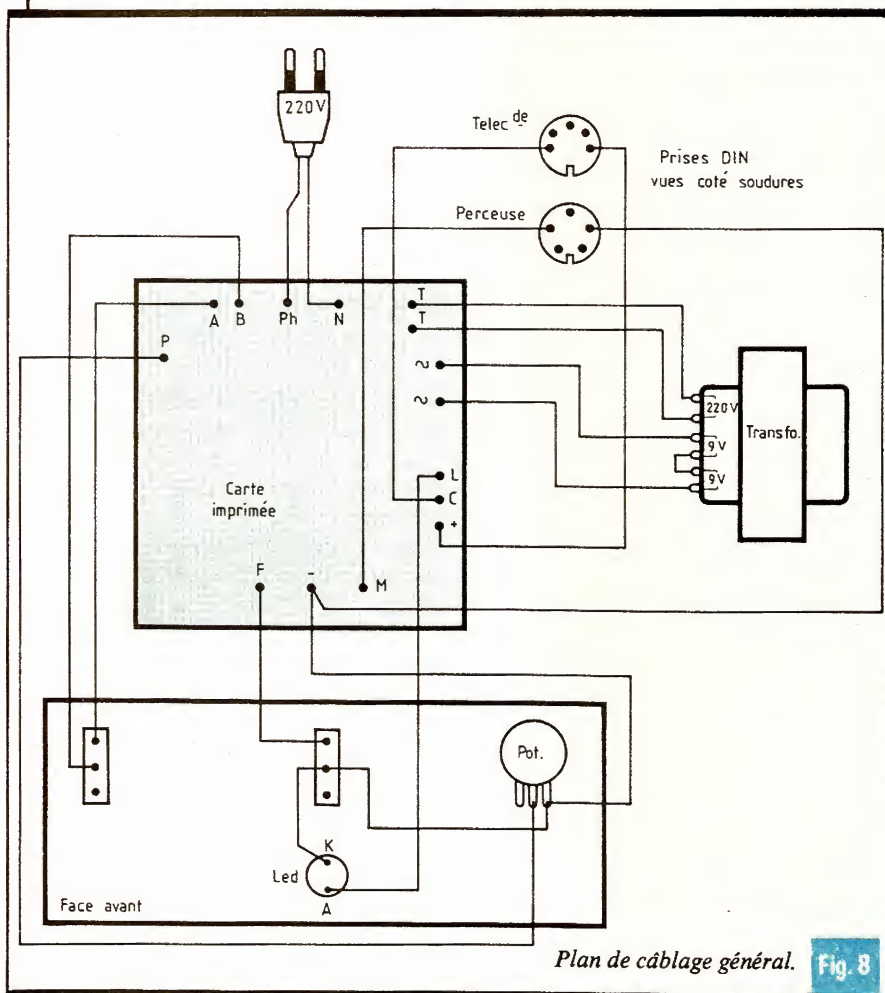 220V
Telec de
Prises DIN
vues coté soudures
Perceuse
A B Ph N
T
T
P
~
~
220V
9V
9V
Transfo.
L
C
+
Carte
imprimée
F - M
Pot.
K
Led
A
Face avant
Plan de câblage général. Fig. 8